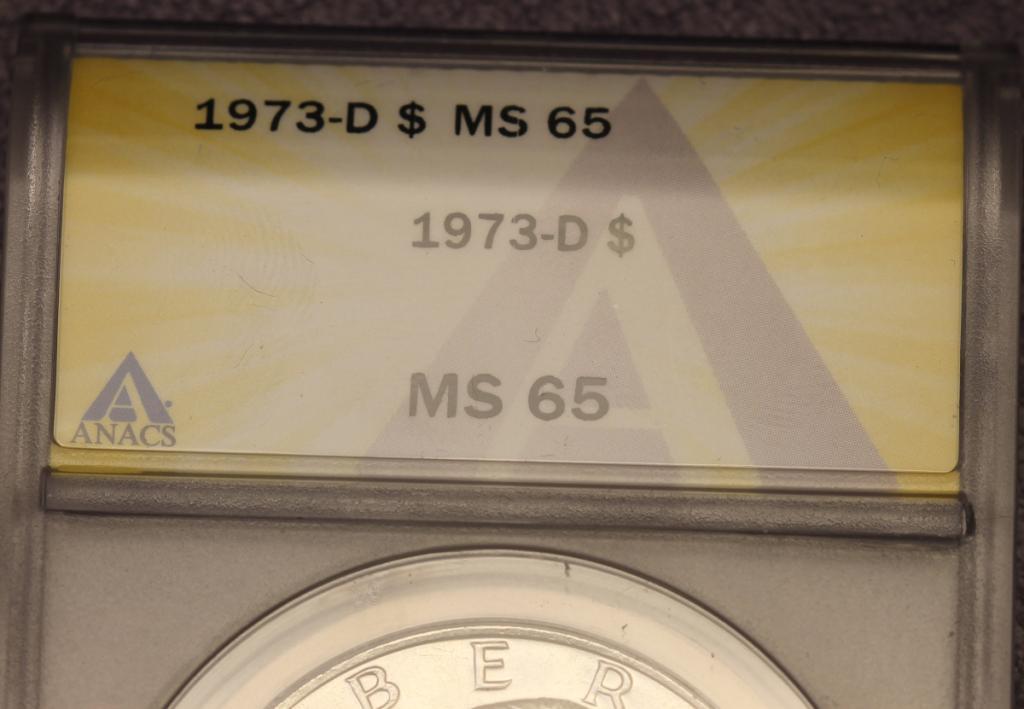 1973-D $ MS 65
1973-D $
MS 65
ANACS
BER